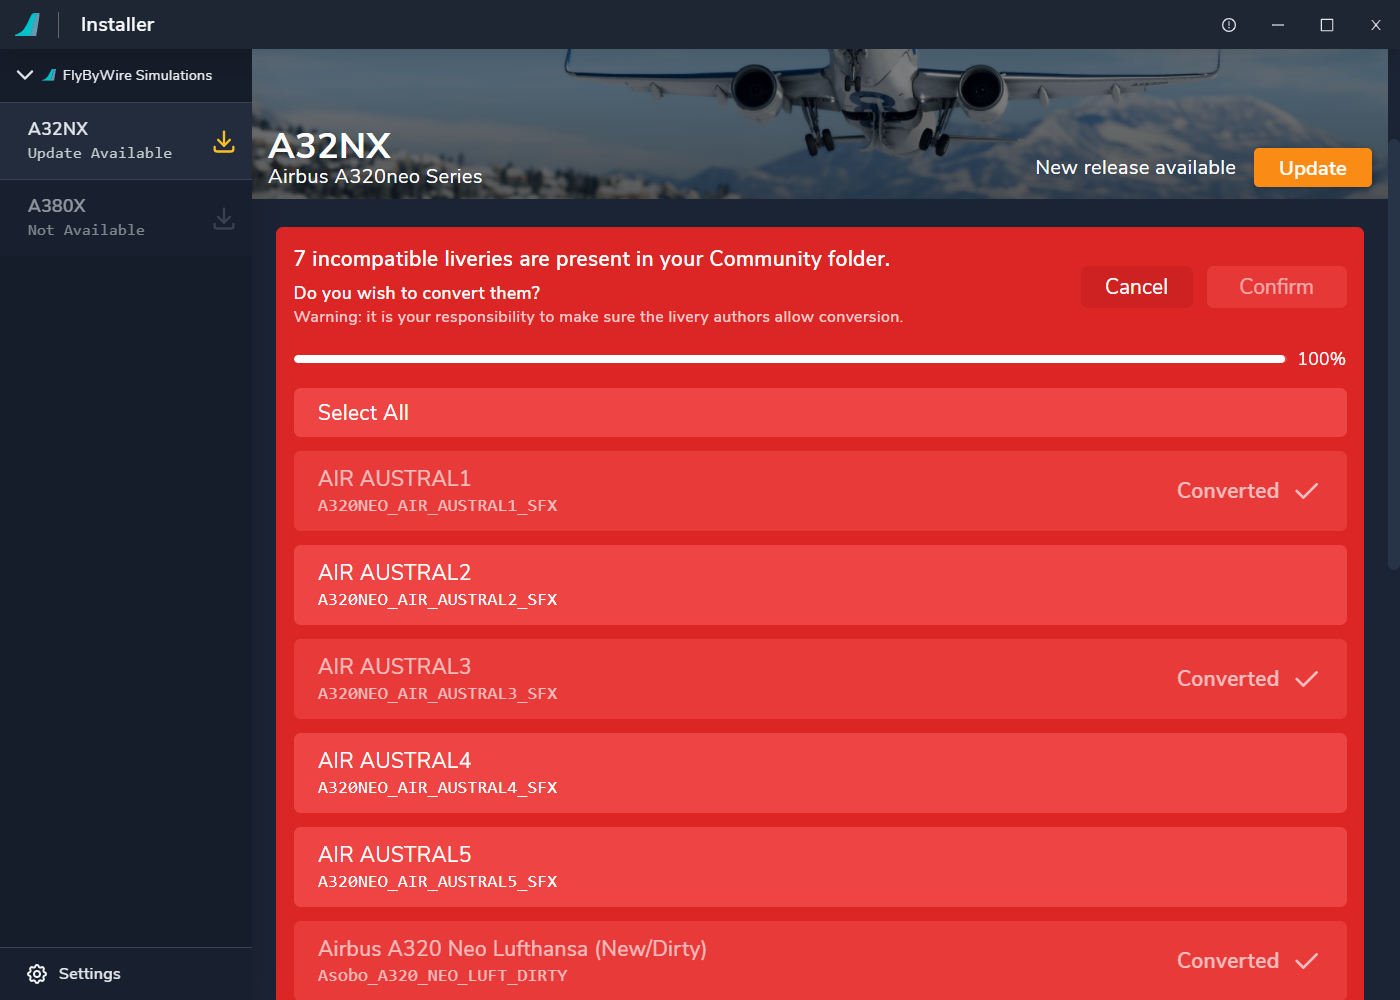 Installer
FlyByWire Simulations
A32NX
Update Available
A380X
Not Available
Settings
A32NX
Airbus A320neo Series
New release available
Update
7 incompatible liveries are present in your Community folder.
Do you wish to convert them?
Warning: it is your responsibility to make sure the livery authors allow conversion.
Cancel
Confirm
100%
Select All
AIR AUSTRAL1
A320NEO_AIR_AUSTRAL1_SFX
Converted
AIR AUSTRAL2
A320NEO_AIR_AUSTRAL2_SFX
AIR AUSTRAL3
A320NEO_AIR_AUSTRAL3_SFX
Converted
AIR AUSTRAL4
A320NEO_AIR_AUSTRAL4_SFX
AIR AUSTRAL5
A320NEO_AIR_AUSTRAL5_SFX
Airbus A320 Neo Lufthansa (New/Dirty)
Asobo_A320_NEO_LUFT_DIRTY
Converted